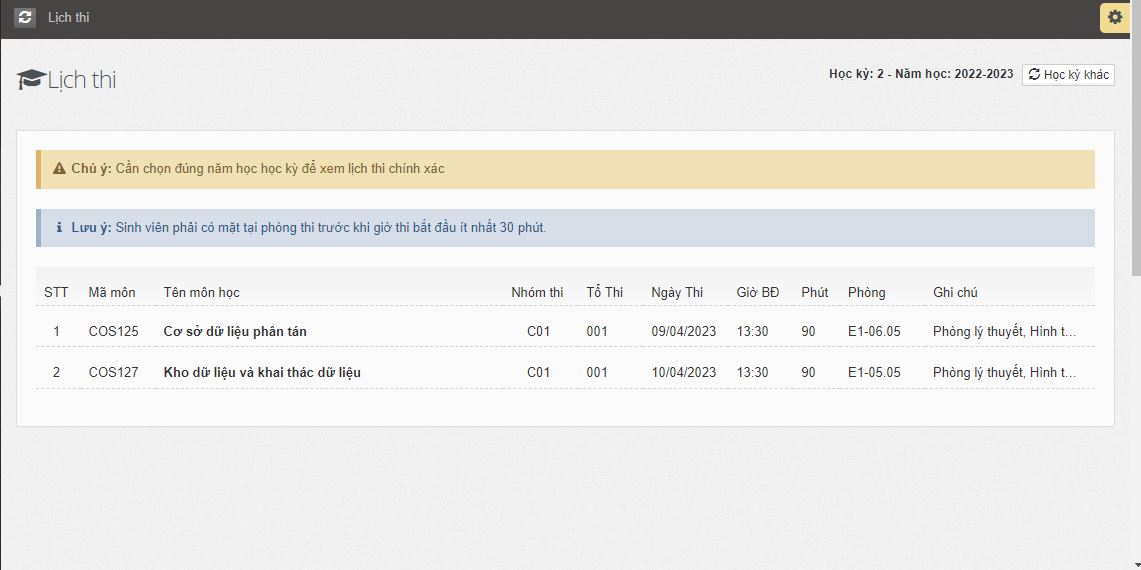 Lịch thi
Lịch thi
Học kỳ: 2 - Năm học: 2022-2023 Học kỳ khác
Chú ý: Cần chọn đúng năm học học kỳ để xem lịch thi chính xác
Lưu ý: Sinh viên phải có mặt tại phòng thi trước khi giờ thi bắt đầu ít nhất 30 phút.
STT Mã môn Tên môn học Nhóm thi Tổ Thi Ngày Thi Giờ BĐ Phút Phòng Ghi chú
1 COS125 Cơ sở dữ liệu phân tán C01 001 09/04/2023 13:30 90 E1-06.05 Phòng lý thuyết, Hình t...
2 COS127 Kho dữ liệu và khai thác dữ liệu C01 001 10/04/2023 13:30 90 E1-05.05 Phòng lý thuyết, Hình t...